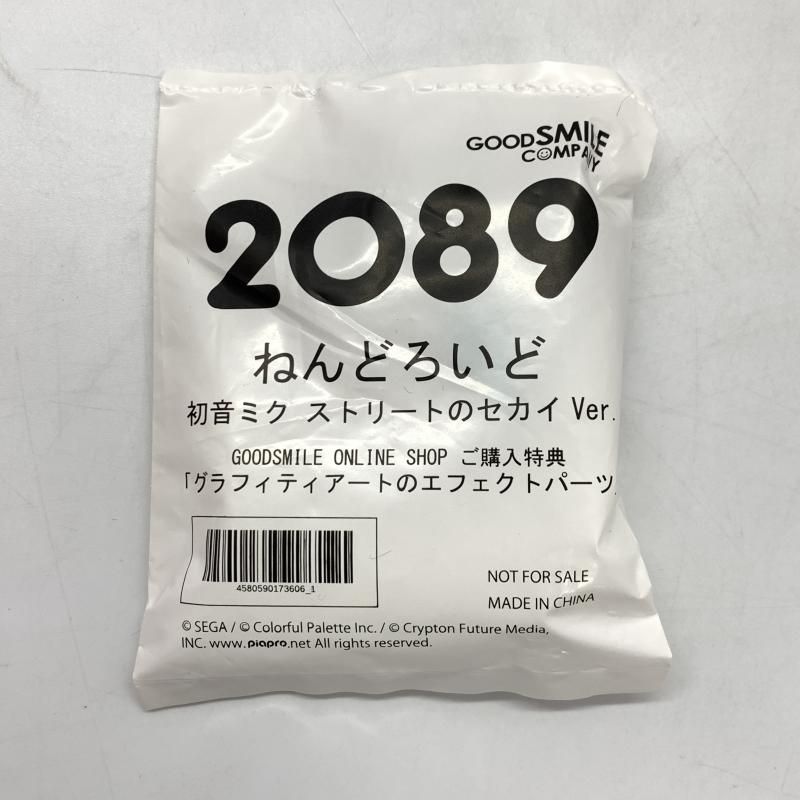 GOODSMILE
COMPANY
2089
ねんどろいど
初音ミク ストリートのセカイ Ver.
GOODSMILE ONLINE SHOP ご購入特典
「グラフィティアートのエフェクトパーツ」
4580590173606_1
NOT FOR SALE
MADE IN CHINA
© SEGA / © Colorful Palette Inc. / © Crypton Future Media,
INC. www.piapro.net All rights reserved.